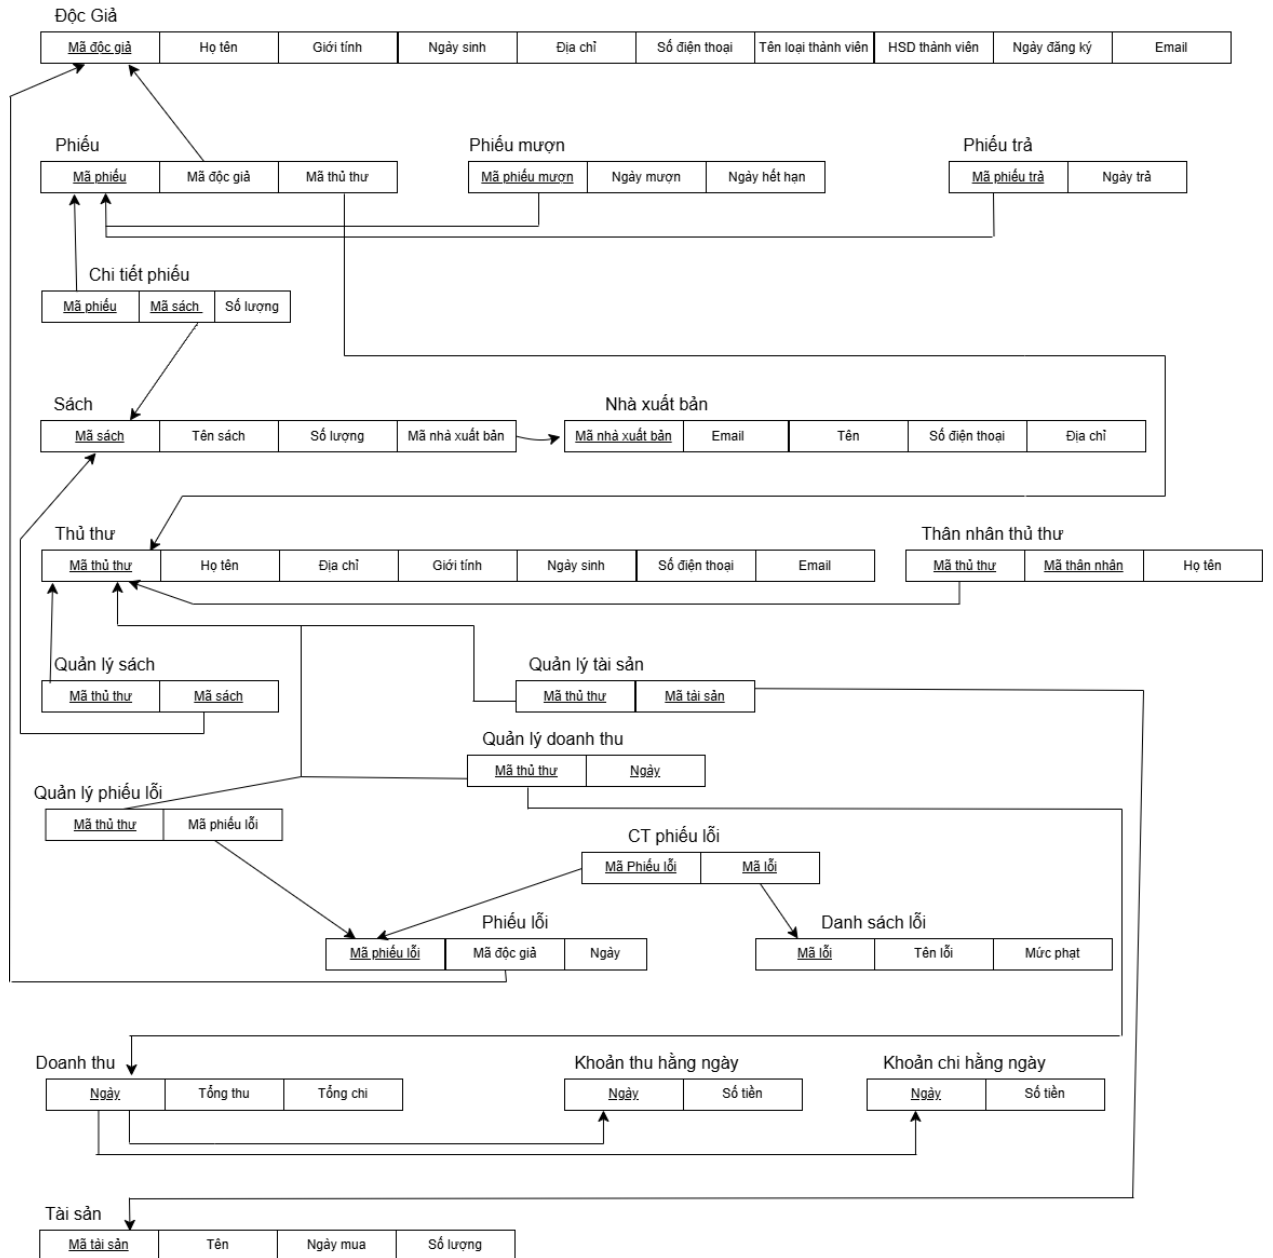 Độc Giả
Mã độc giả Họ tên Giới tính Ngày sinh Địa chỉ Số điện thoại Tên loại thành viên HSD thành viên Ngày đăng ký Email
Phiếu Phiếu mượn Phiếu trả
Mã phiếu Mã độc giả Mã thủ thư Mã phiếu mượn Ngày mượn Ngày hết hạn Mã phiếu trả Ngày trả
Chi tiết phiếu
Mã phiếu Mã sách Số lượng
Sách Nhà xuất bản
Mã sách Tên sách Số lượng Mã nhà xuất bản Mã nhà xuất bản Email Tên Số điện thoại Địa chỉ
Thủ thư Thân nhân thủ thư
Mã thủ thư Họ tên Địa chỉ Giới tính Ngày sinh Số điện thoại Email Mã thủ thư Mã thân nhân Họ tên
Quản lý sách Quản lý tài sản
Mã thủ thư Mã sách Mã thủ thư Mã tài sản
Quản lý doanh thu
Mã thủ thư Ngày
Quản lý phiếu lỗi
Mã thủ thư Mã phiếu lỗi
CT phiếu lỗi
Mã Phiếu lỗi Mã lỗi
Phiếu lỗi Danh sách lỗi
Mã phiếu lỗi Mã độc giả Ngày Mã lỗi Tên lỗi Mức phạt
Doanh thu Khoản thu hằng ngày Khoản chi hằng ngày
Ngày Tổng thu Tổng chi Ngày Số tiền Ngày Số tiền
Tài sản
Mã tài sản Tên Ngày mua Số lượng